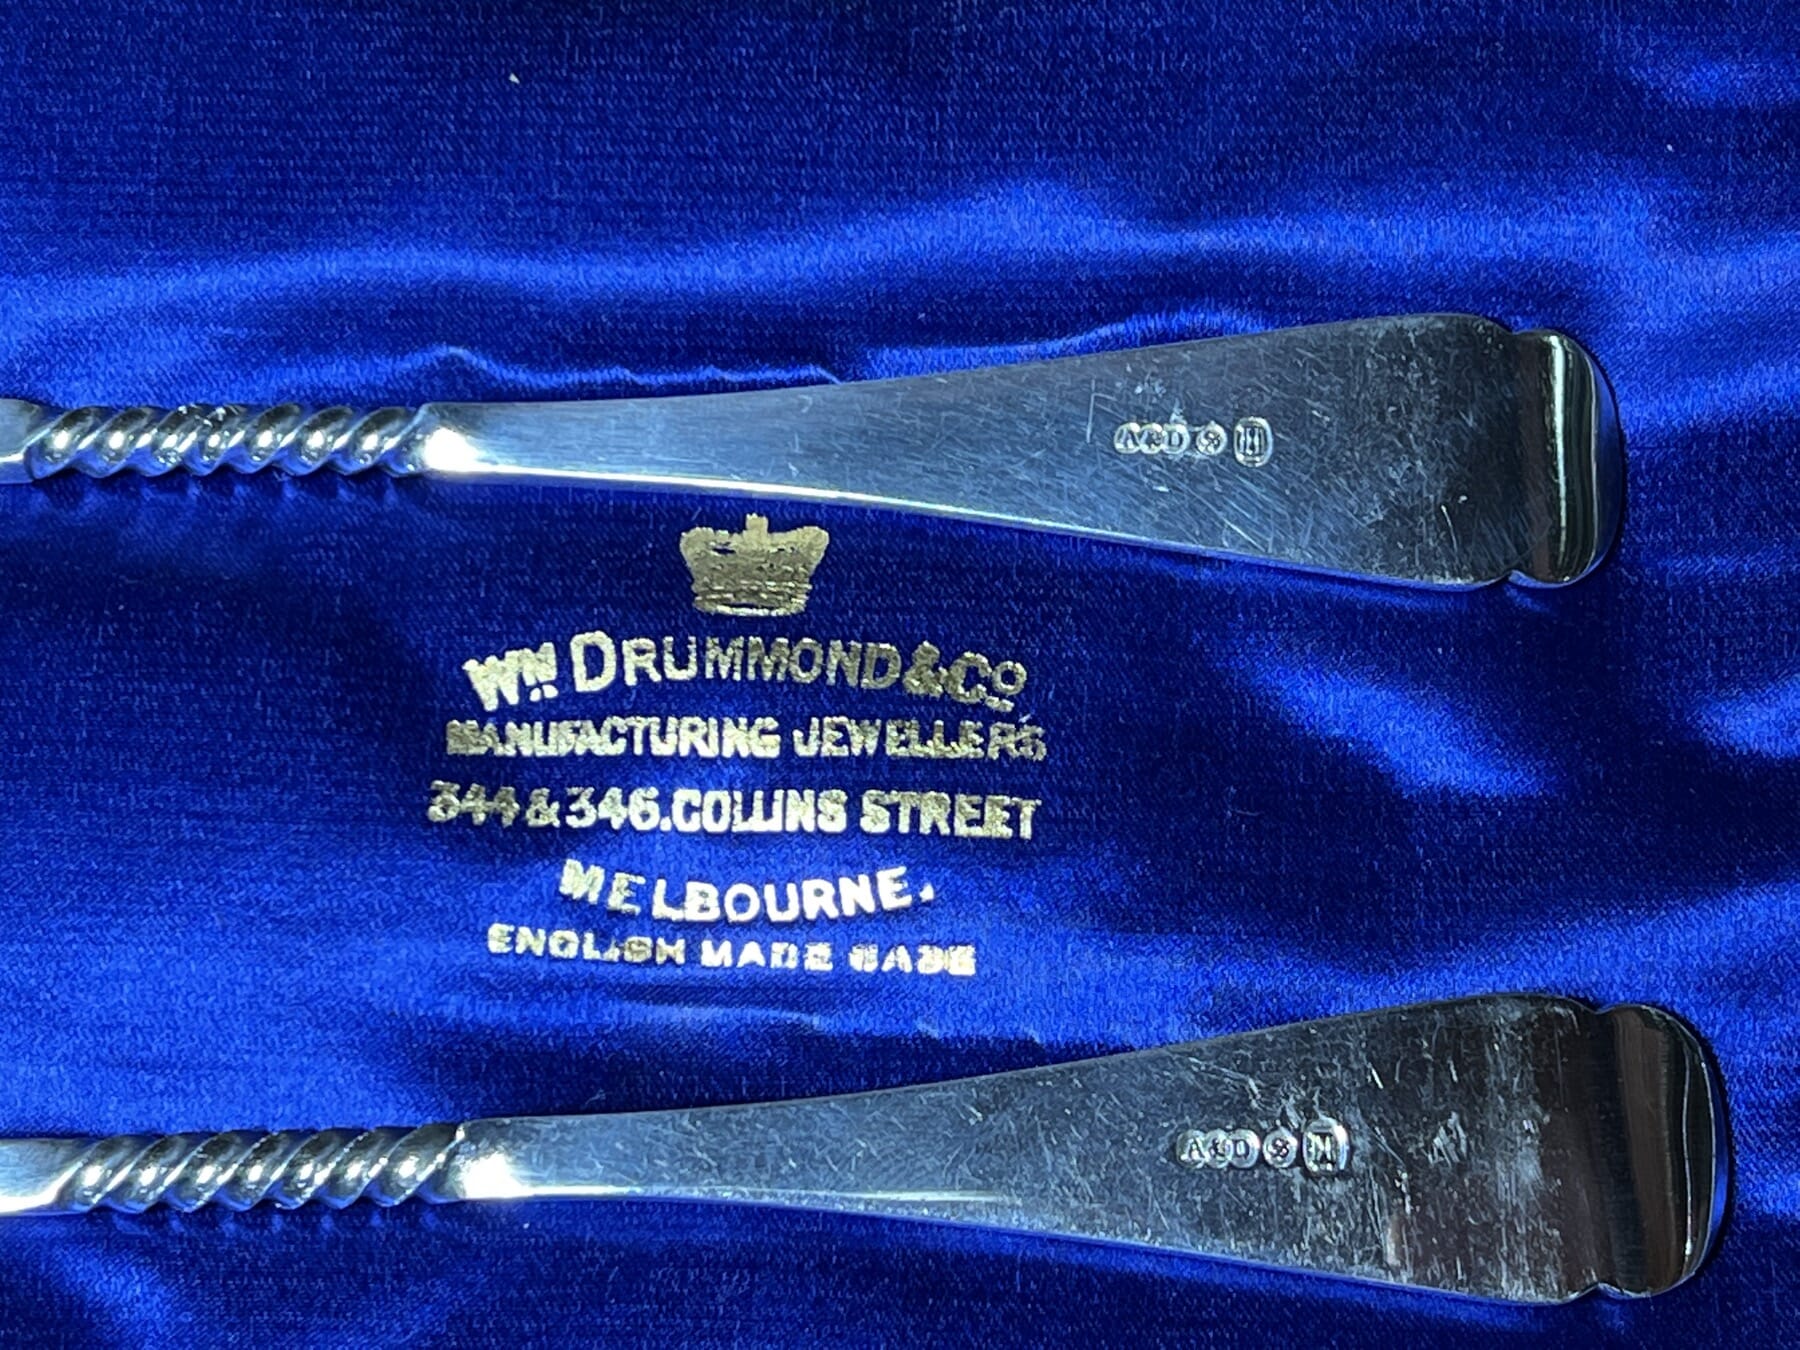 A&D H
WM. DRUMMOND & CO
MANUFACTURING JEWELLERS
344 & 346. COLLINS STREET
MELBOURNE.
ENGLISH MADE CASE
A&D